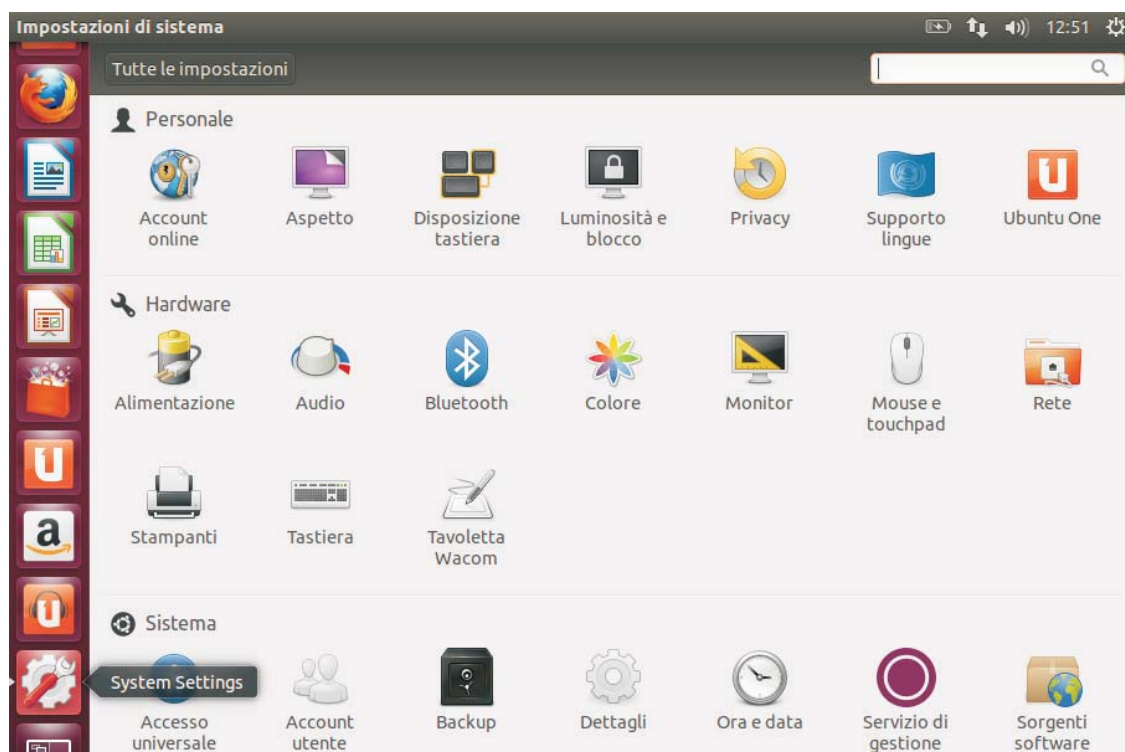 Impostazioni di sistema
12:51
Tutte le impostazioni
Personale
Account online
Aspetto
Disposizione tastiera
Luminosità e blocco
Privacy
Supporto lingue
Ubuntu One
Hardware
Alimentazione
Audio
Bluetooth
Colore
Monitor
Mouse e touchpad
Rete
Stampanti
Tastiera
Tavoletta Wacom
Sistema
System Settings
Accesso universale
Account utente
Backup
Dettagli
Ora e data
Servizio di gestione
Sorgenti software